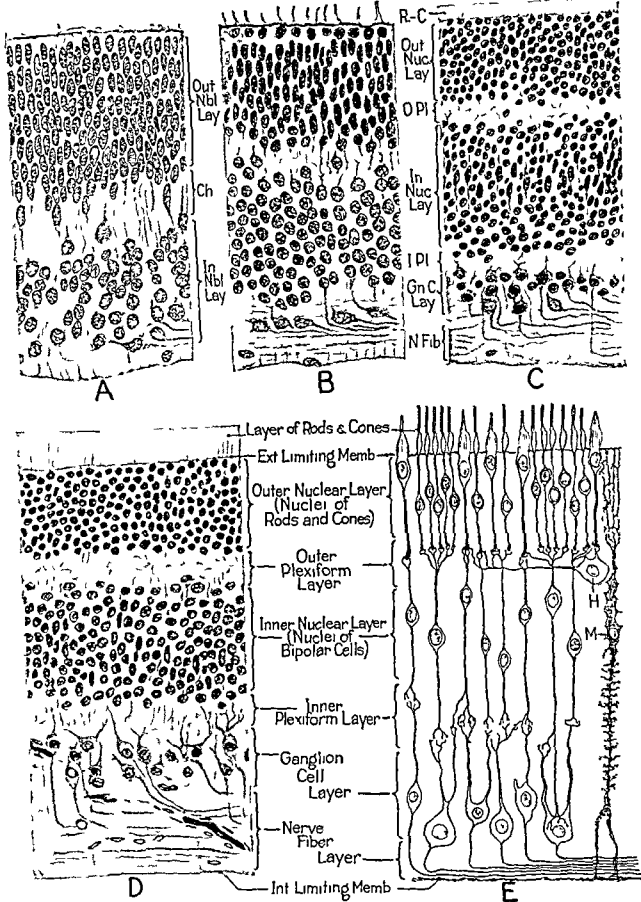 Out
Nbl
Lay
Ch
In
Nbl
Lay
A
B
R-C
Out
Nuc
Lay
O Pl
In
Nuc
Lay
I Pl
Gn C
Lay
N Fib
C
Layer of Rods & Cones
Ext Limiting Memb
Outer Nuclear Layer
(Nuclei of
Rods and Cones)
Outer
Plexiform
Layer
Inner Nuclear Layer
(Nuclei of
Bipolar Cells)
Inner
Plexiform Layer
Ganglion
Cell
Layer
Nerve
Fiber
Layer
Int Limiting Memb
D
H
M
E